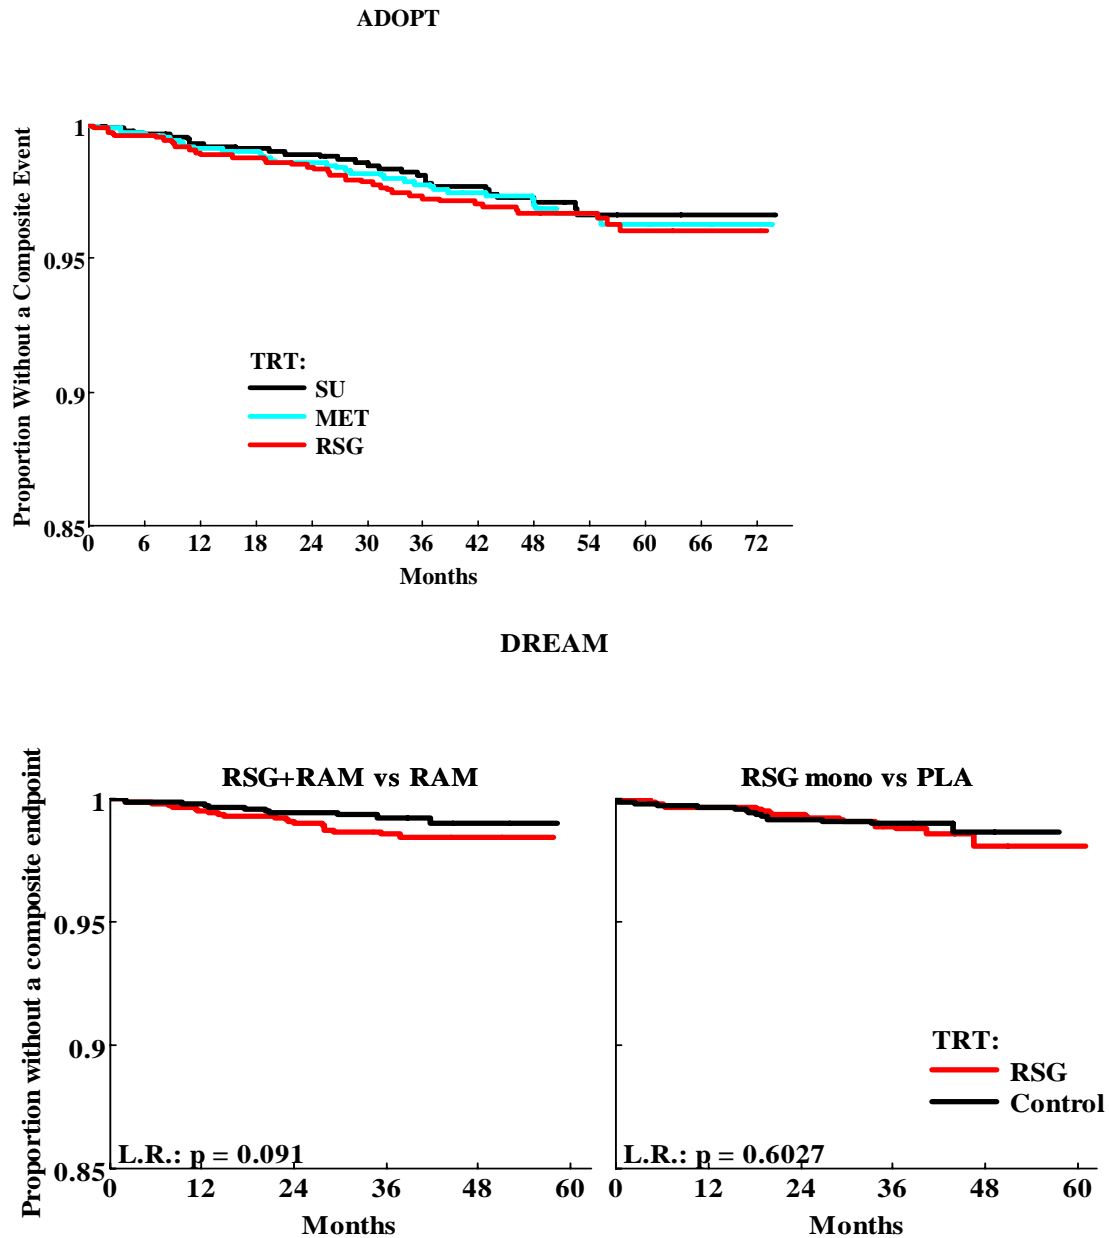 ADOPT
Proportion Without a Composite Event
1
0.95
0.9
0.85
TRT:
SU
MET
RSG
0 6 12 18 24 30 36 42 48 54 60 66 72
Months
DREAM
Proportion without a composite endpoint
RSG+RAM vs RAM
1
0.95
0.9
0.85
L.R.: p = 0.091
0 12 24 36 48 60
Months
RSG mono vs PLA
TRT:
RSG
Control
L.R.: p = 0.6027
0 12 24 36 48 60
Months